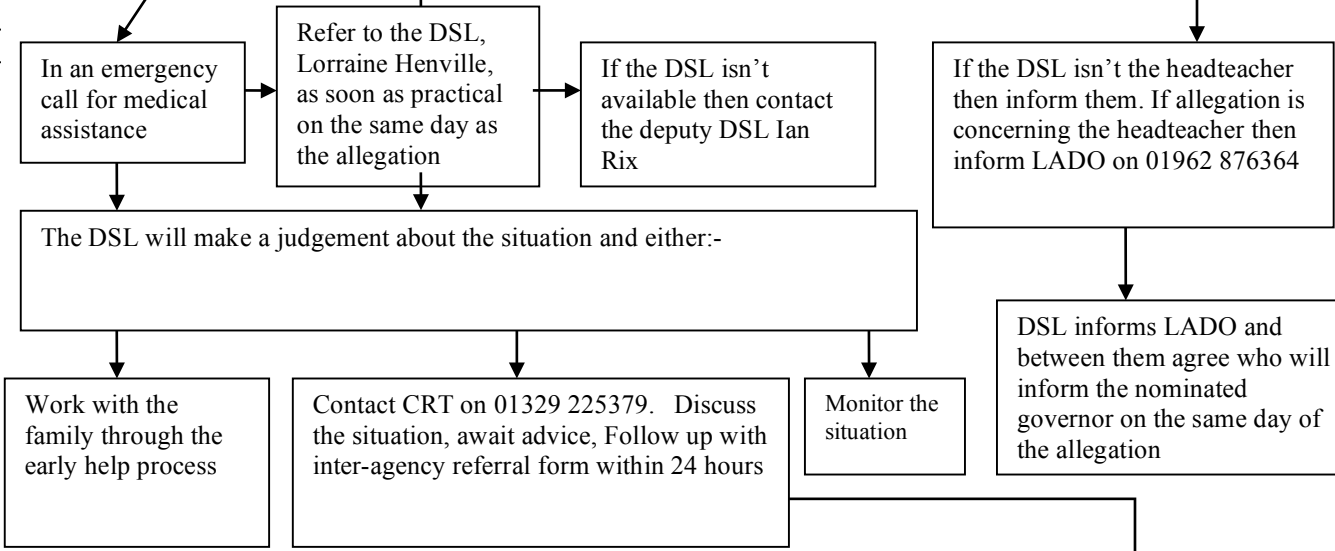 In an emergency
call for medical
assistance
Refer to the DSL,
Lorraine Henville,
as soon as practical
on the same day as
the allegation
If the DSL isn't
available then contact
the deputy DSL Ian
Rix
If the DSL isn't the headteacher
then inform them. If allegation is
concerning the headteacher then
inform LADO on 01962 876364
The DSL will make a judgement about the situation and either:-
DSL informs LADO and
between them agree who will
inform the nominated
governor on the same day of
the allegation
Work with the
family through the
early help process
Contact CRT on 01329 225379.   Discuss
the situation, await advice, Follow up with
inter-agency referral form within 24 hours
Monitor the
situation